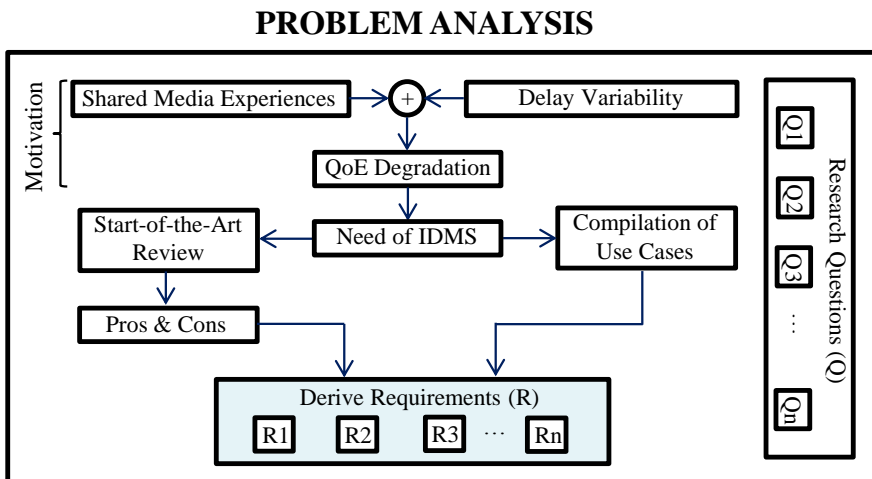 PROBLEM ANALYSIS
Motivation
Shared Media Experiences
+
Delay Variability
QoE Degradation
Start-of-the-Art
Review
Need of IDMS
Compilation of
Use Cases
Pros & Cons
Derive Requirements (R)
R1 R2 R3 ... Rn
Research Questions (Q)
Q1
Q2
Q3
...
Qn